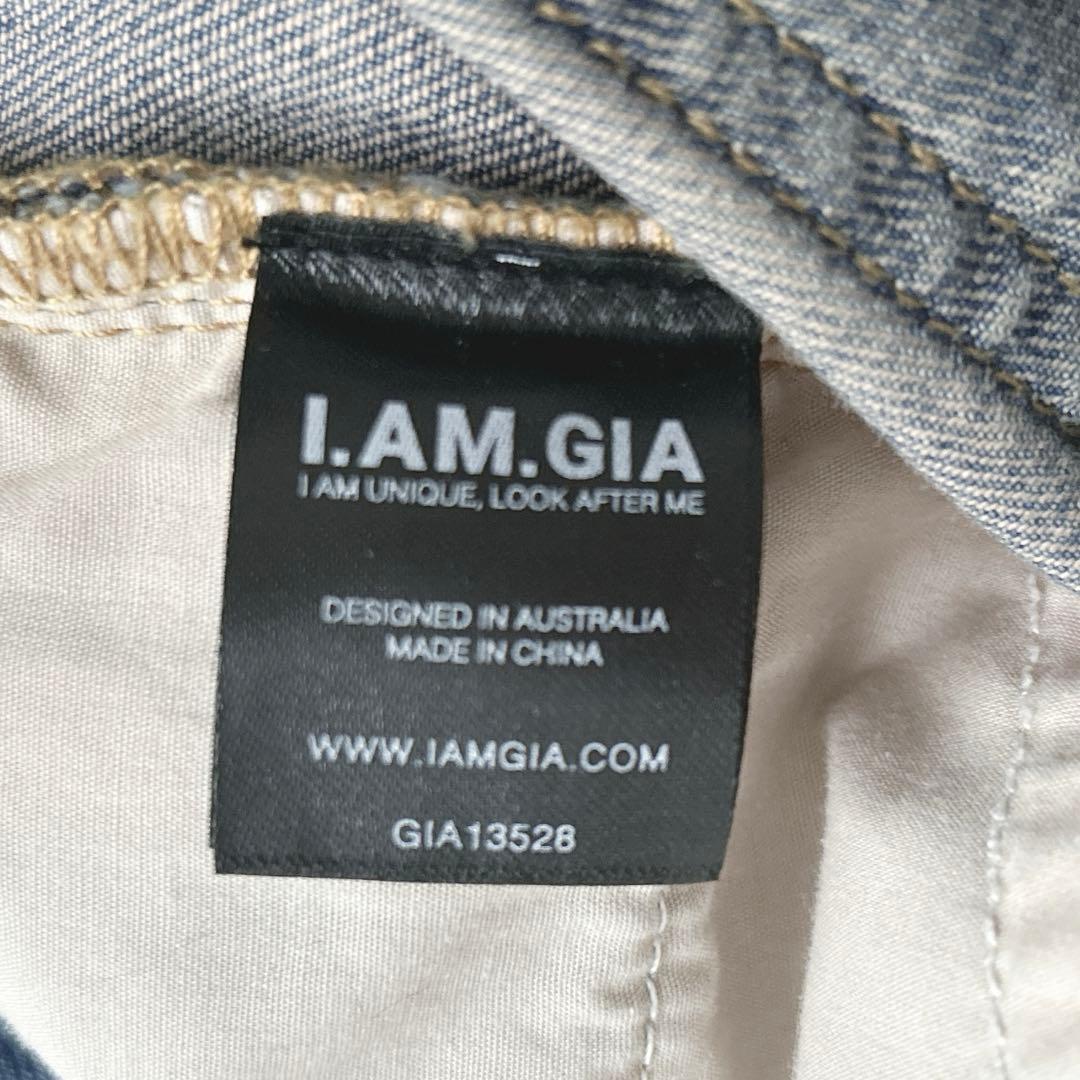 I.AM.GIA
I AM UNIQUE, LOOK AFTER ME
DESIGNED IN AUSTRALIA
MADE IN CHINA
WWW.IAMGIA.COM
GIA13528